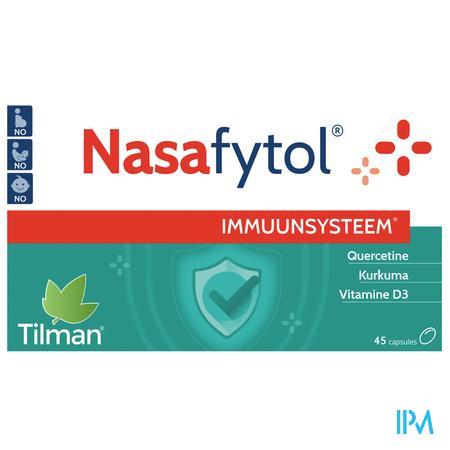 NO
NO
NO
Nasafytol®
IMMUUNSYSTEEM*
Quercetine
Kurkuma
Vitamine D3
Tilman®
45 capsules
IPM